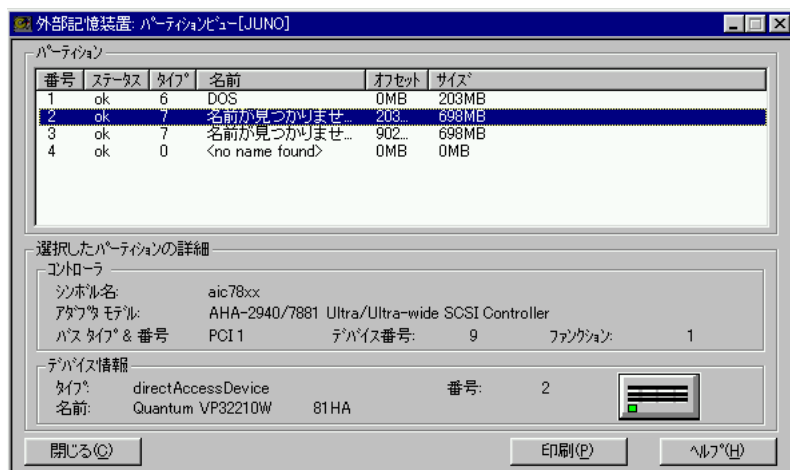 外部記憶装置: パーティションビュー[JUNO]
パーティション
番号 ステータス タイプ 名前 オフセット サイズ
1 ok 6 DOS 0MB 203MB
2 ok 7 名前が見つかりませ... 203... 698MB
3 ok 7 名前が見つかりませ... 902... 698MB
4 ok 0 <no name found> 0MB 0MB
選択したパーティションの詳細
コントローラ
シンボル名: aic78xx
アダプタ モデル: AHA-2940/7881 Ultra/Ultra-wide SCSI Controller
バス タイプ & 番号 PCI 1 デバイス番号: 9 ファンクション: 1
デバイス情報
タイプ: directAccessDevice 番号: 2
名前: Quantum VP32210W 81HA
閉じる(C) 印刷(P) ヘルプ(H)